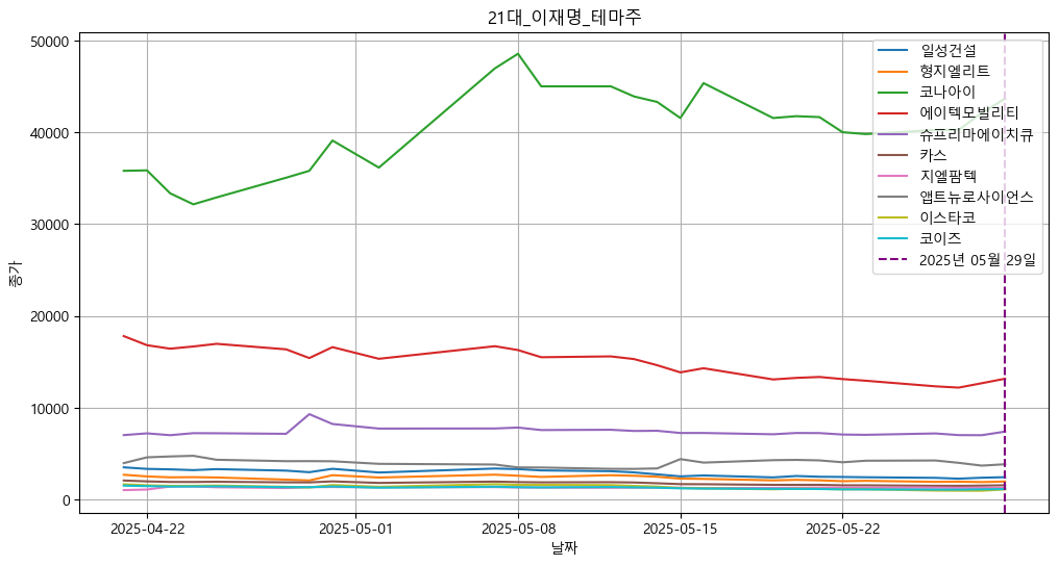 21대_이재명_테마주
50000
40000
30000
20000
10000
0
종가
일성건설
형지엘리트
코나아이
에이텍모빌리티
슈프리마에이치큐
카스
지엘팜텍
앱트뉴로사이언스
이스타코
코이즈
2025년 05월 29일
2025-04-22
2025-05-01
2025-05-08
2025-05-15
2025-05-22
날짜